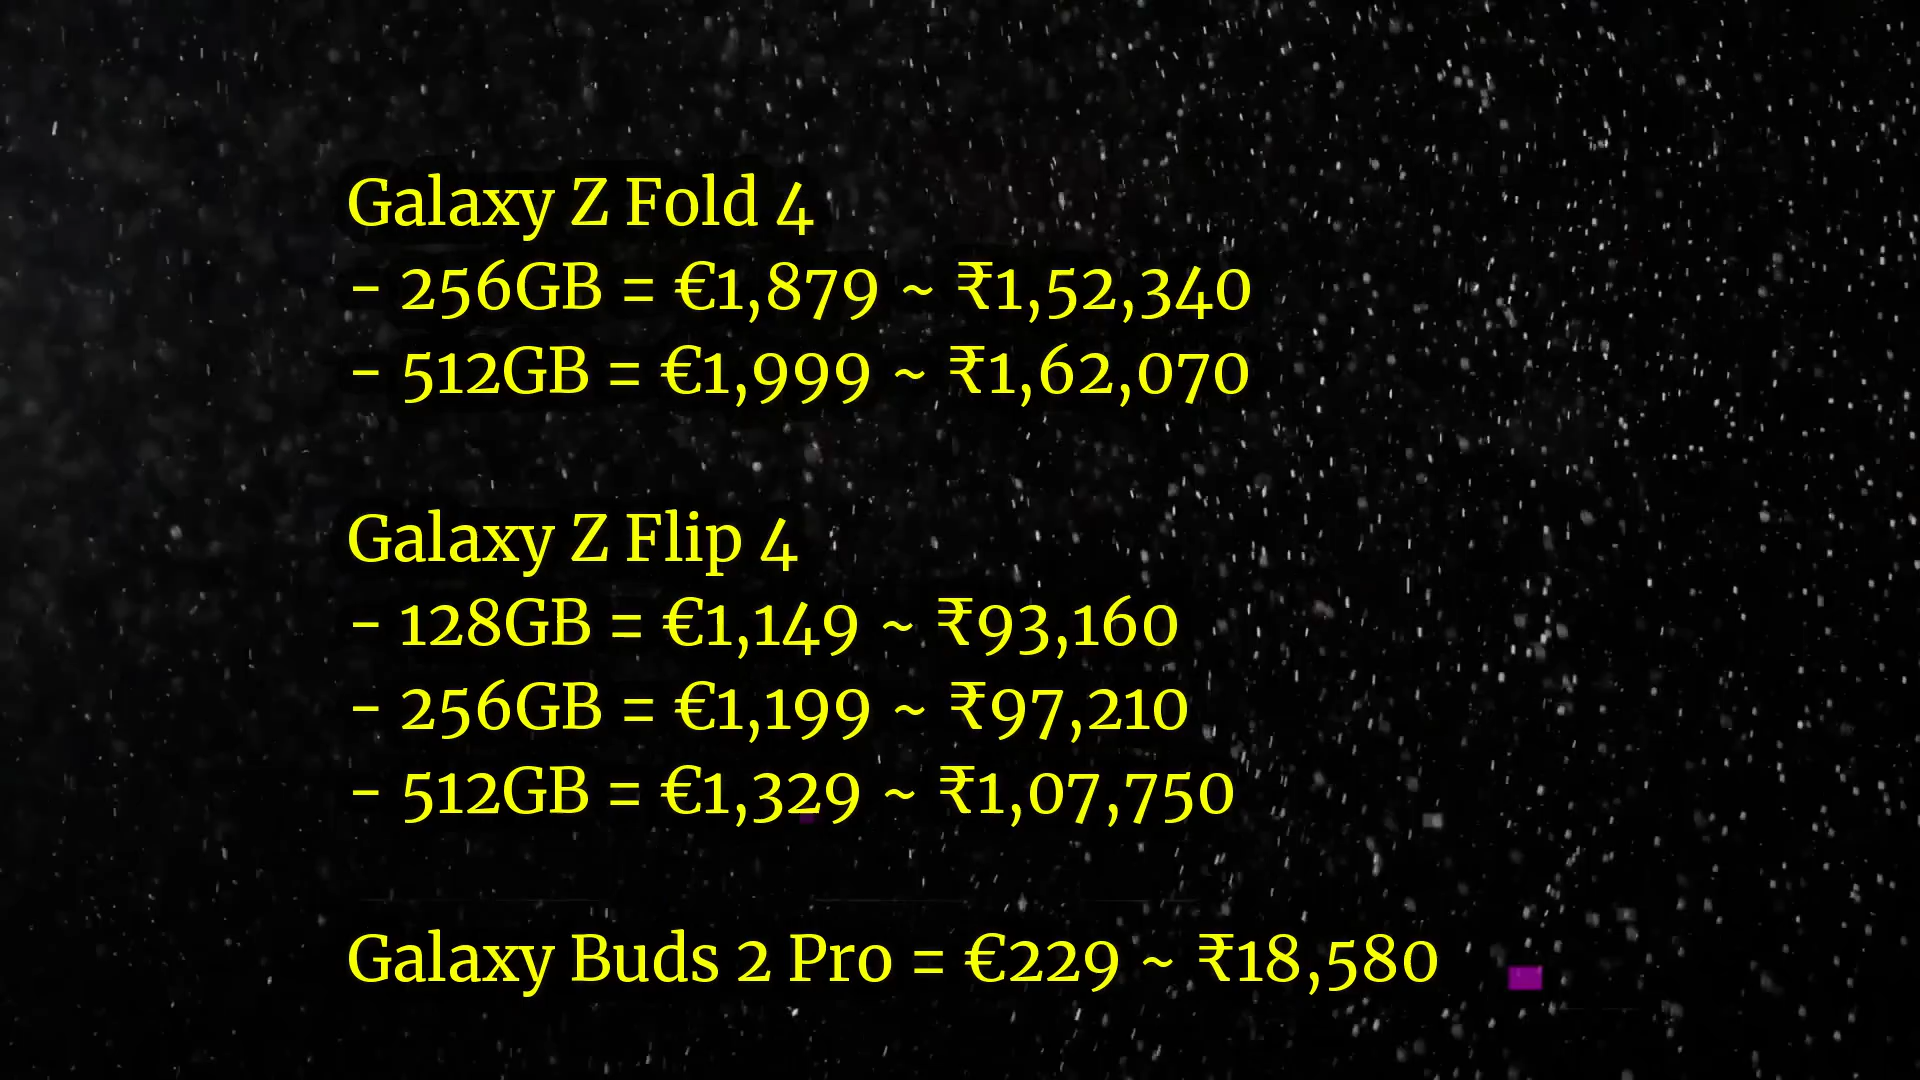 Galaxy Z Fold 4
- 256GB = €1,879 ~ ₹1,52,340
- 512GB = €1,999 ~ ₹1,62,070
Galaxy Z Flip 4
- 128GB = €1,149 ~ ₹93,160
- 256GB = €1,199 ~ ₹97,210
- 512GB = €1,329 ~ ₹1,07,750
Galaxy Buds 2 Pro = €229 ~ ₹18,580